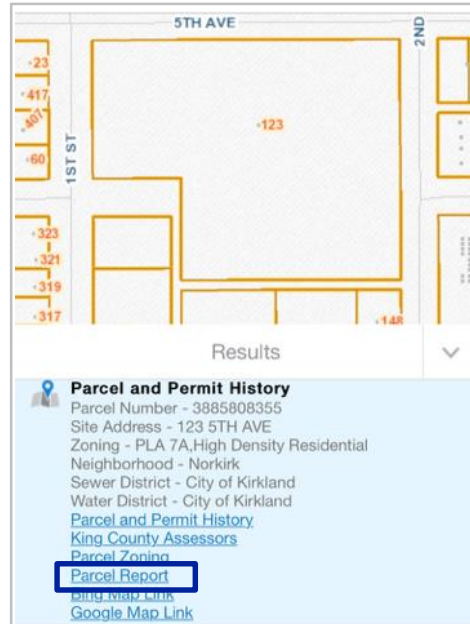 5TH AVE
2ND
·23
·417
·407
·60
·123
1ST ST
·323
·321
·319
·317
·148
Results
Parcel and Permit History
Parcel Number - 3885808355
Site Address - 123 5TH AVE
Zoning - PLA 7A,High Density Residential
Neighborhood - Norkirk
Sewer District - City of Kirkland
Water District - City of Kirkland
Parcel and Permit History
King County Assessors
Parcel Zoning
Parcel Report
Bing Map Link
Google Map Link